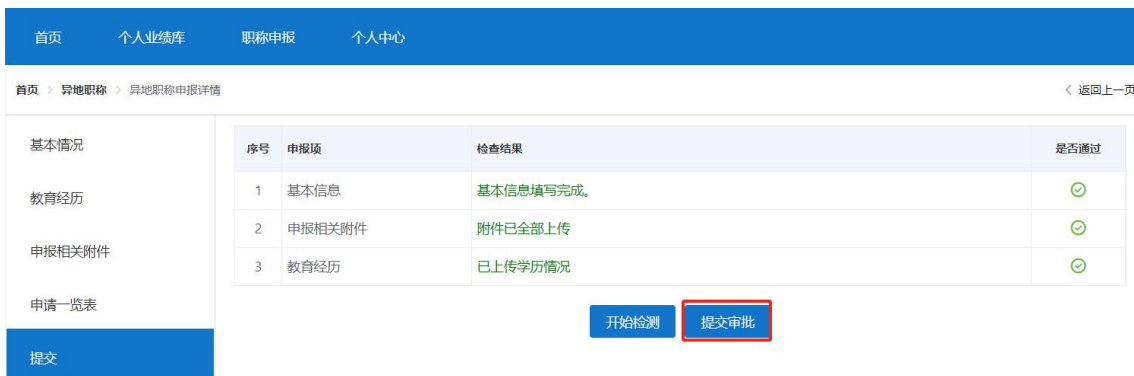 首页 个人业绩库 职称申报 个人中心
首页 > 异地职称 > 异地职称申报详情 < 返回上一页
基本情况
教育经历
申报相关附件
申请一览表
提交
序号 申报项 检查结果 是否通过
1 基本信息 基本信息填写完成。
2 申报相关附件 附件已全部上传
3 教育经历 已上传学历情况
开始检测 提交审批